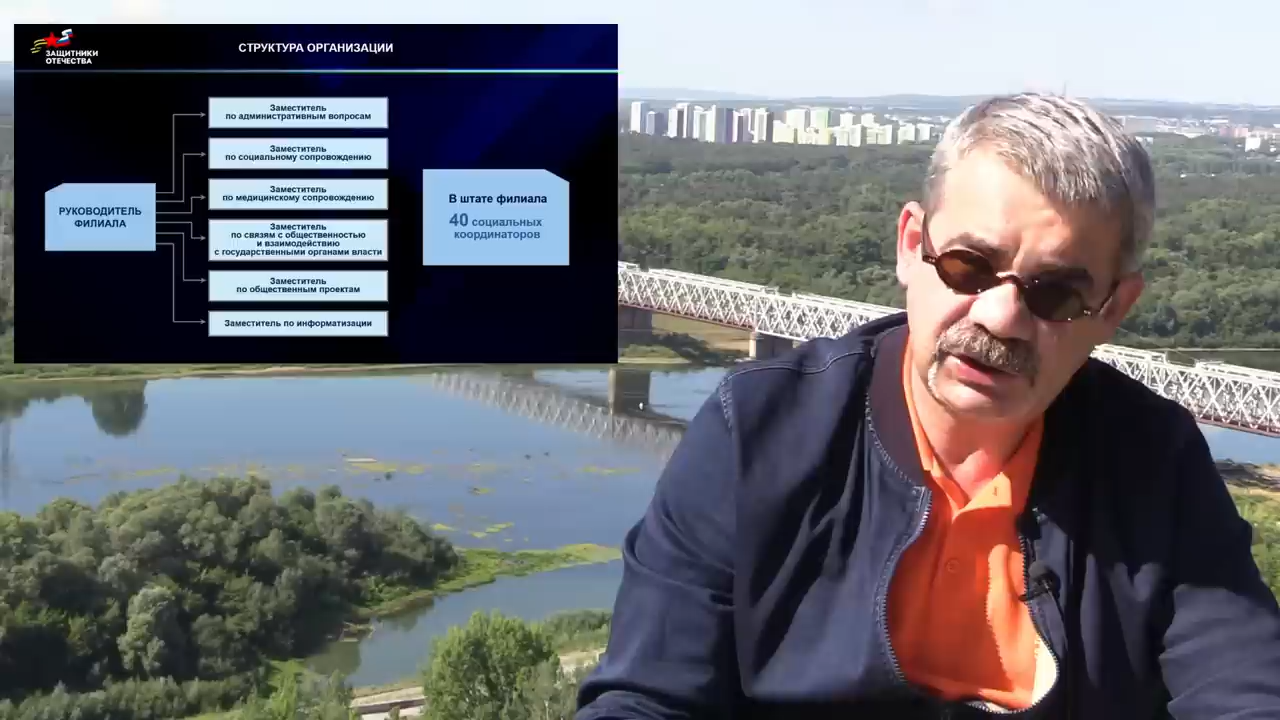 ЗАЩИТНИКИ
ОТЕЧЕСТВА
СТРУКТУРА ОРГАНИЗАЦИИ
РУКОВОДИТЕЛЬ
ФИЛИАЛА
Заместитель
по административным вопросам
Заместитель
по социальному сопровождению
Заместитель
по медицинскому сопровождению
Заместитель
по связям с общественностью
и взаимодействию
с государственными органами власти
Заместитель
по общественным проектам
Заместитель по информатизации
В штате филиала
40 социальных
координаторов